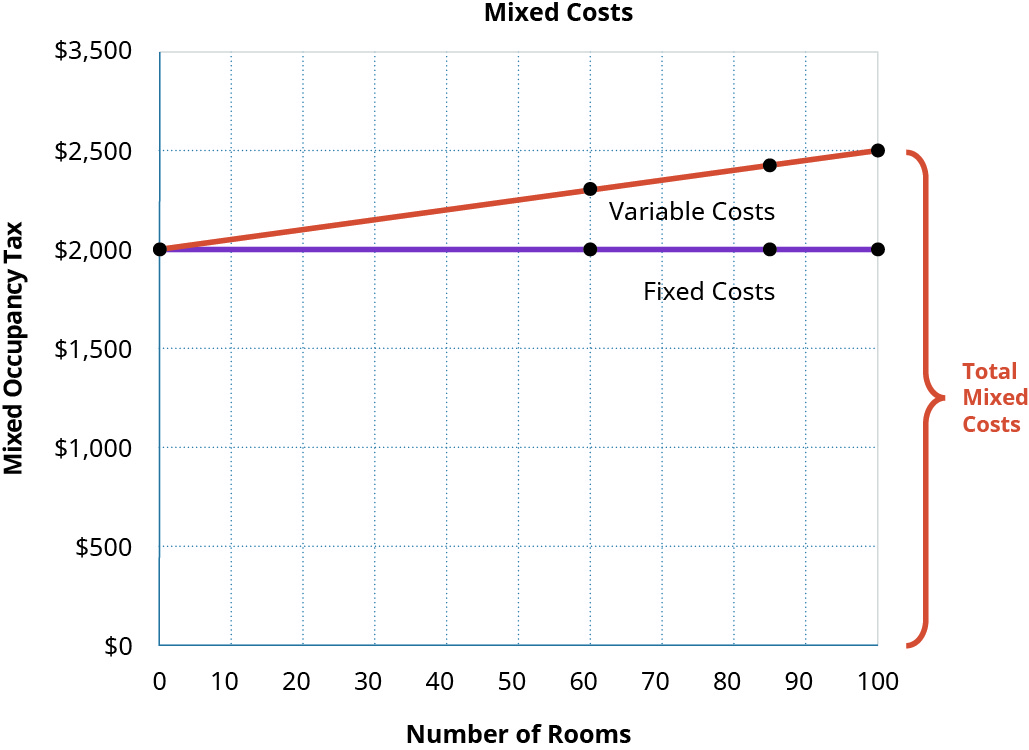 Mixed Costs
$3,500
$2,500
$2,000
$1,500
$1,000
$500
$0
Mixed Occupancy Tax
Variable Costs
Fixed Costs
Total
Mixed
Costs
0 10 20 30 40 50 60 70 80 90 100
Number of Rooms